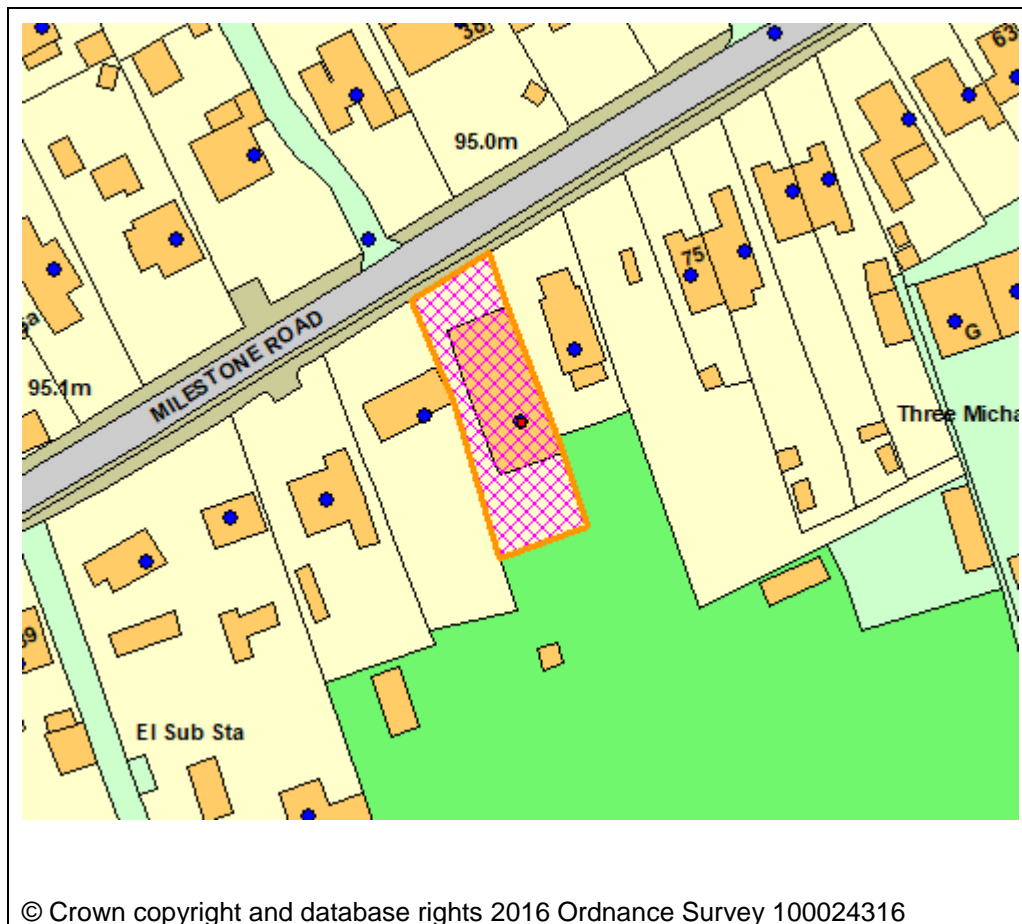 38
63
95.0m
75
G
MILESTONE ROAD
95.1m
Three Micha
El Sub Sta
© Crown copyright and database rights 2016 Ordnance Survey 100024316